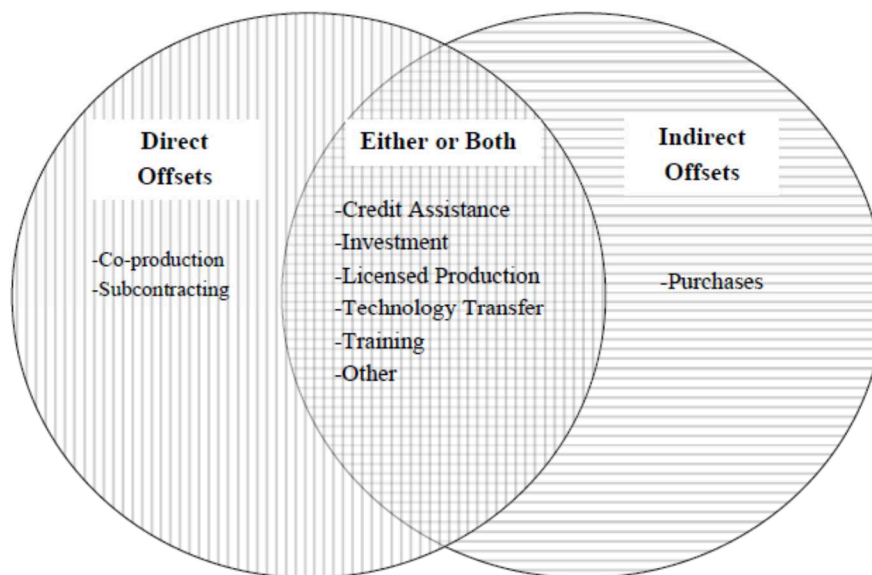 Direct
Offsets
-Co-production
-Subcontracting
Either or Both
-Credit Assistance
-Investment
-Licensed Production
-Technology Transfer
-Training
-Other
Indirect
Offsets
-Purchases